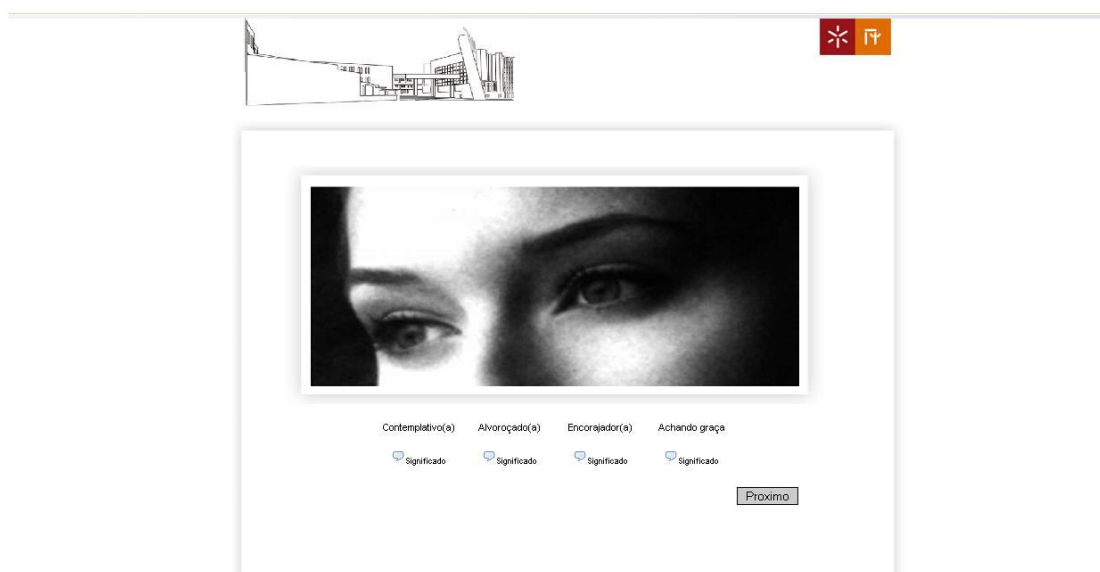 Contemplativo(a) Alvoroçado(a) Encorajador(a) Achando graça
Significado Significado Significado Significado
Proximo